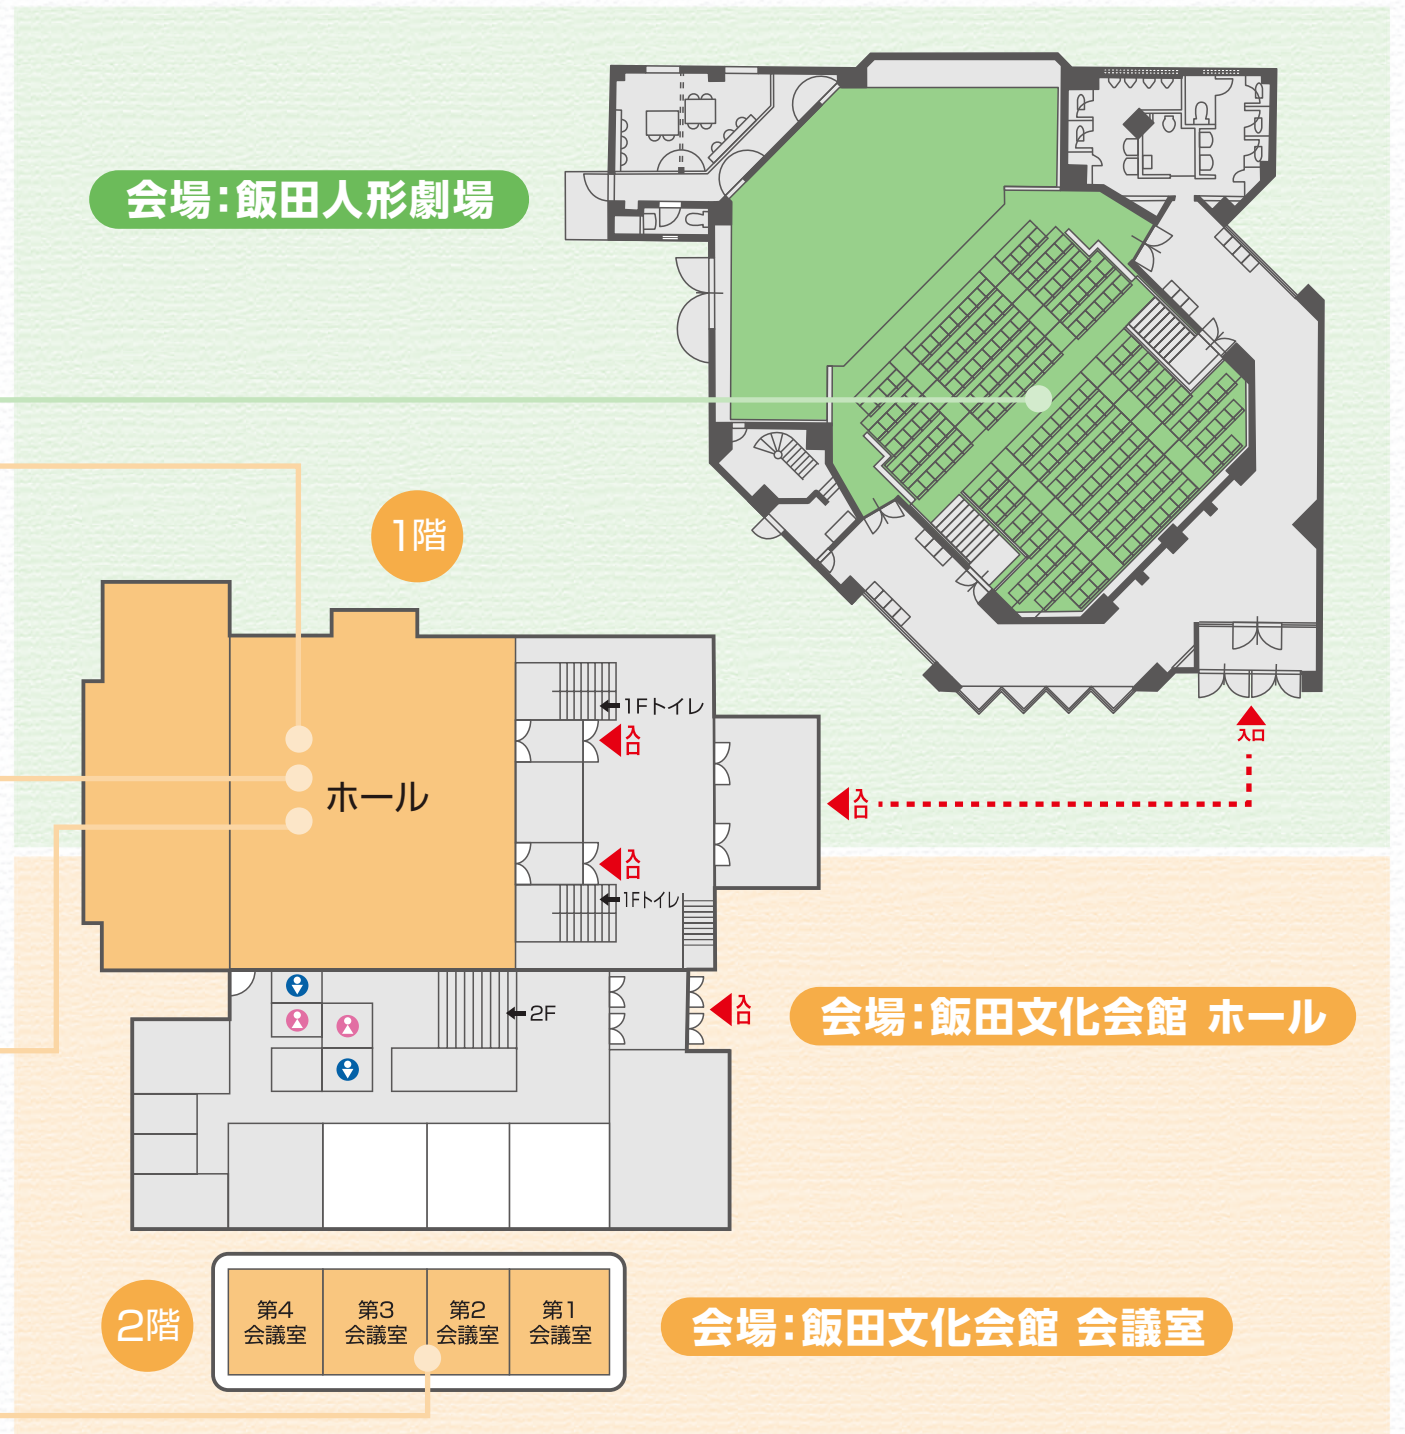 会場：飯田人形劇場
1階
1Fトイレ
入口
ホール
入口
入口
入口
1Fトイレ
2F
入口
会場：飯田文化会館 ホール
2階
第4
会議室
第3
会議室
第2
会議室
第1
会議室
会場：飯田文化会館 会議室